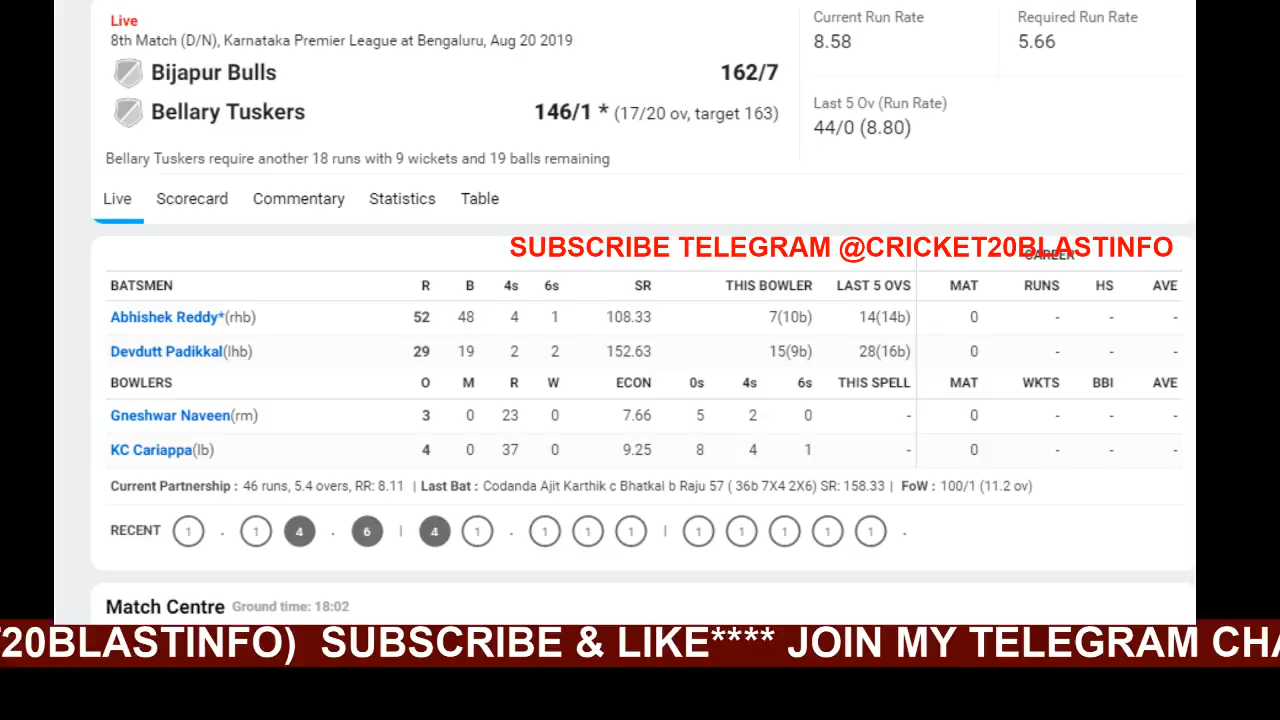 Live
8th Match (D/N), Karnataka Premier League at Bengaluru, Aug 20 2019
Bijapur Bulls 162/7
Bellary Tuskers 146/1 * (17/20 ov, target 163)
Bellary Tuskers require another 18 runs with 9 wickets and 19 balls remaining
Current Run Rate Required Run Rate
8.58 5.66
Last 5 Ov (Run Rate)
44/0 (8.80)
Live Scorecard Commentary Statistics Table
SUBSCRIBE TELEGRAM @CRICKET20BLASTINFO
CAREER
BATSMEN R B 4s 6s SR THIS BOWLER LAST 5 OVS MAT RUNS HS AVE
Abhishek Reddy*(rhb) 52 48 4 1 108.33 7(10b) 14(14b) 0 - - -
Devdutt Padikkal(lhb) 29 19 2 2 152.63 15(9b) 28(16b) 0 - - -
BOWLERS O M R W ECON 0s 4s 6s THIS SPELL MAT WKTS BBI AVE
Gneshwar Naveen(rm) 3 0 23 0 7.66 5 2 0 - 0 - - -
KC Cariappa(lb) 4 0 37 0 9.25 8 4 1 - 0 - - -
Current Partnership : 46 runs, 5.4 overs, RR: 8.11 | Last Bat : Codanda Ajit Karthik c Bhatkal b Raju 57 ( 36b 7X4 2X6) SR: 158.33 | FoW : 100/1 (11.2 ov)
RECENT 1 . 1 4 . 6 | 4 1 . 1 1 1 | 1 1 1 1 1 .
Match Centre Ground time: 18:02
T20BLASTINFO) SUBSCRIBE & LIKE**** JOIN MY TELEGRAM CHA